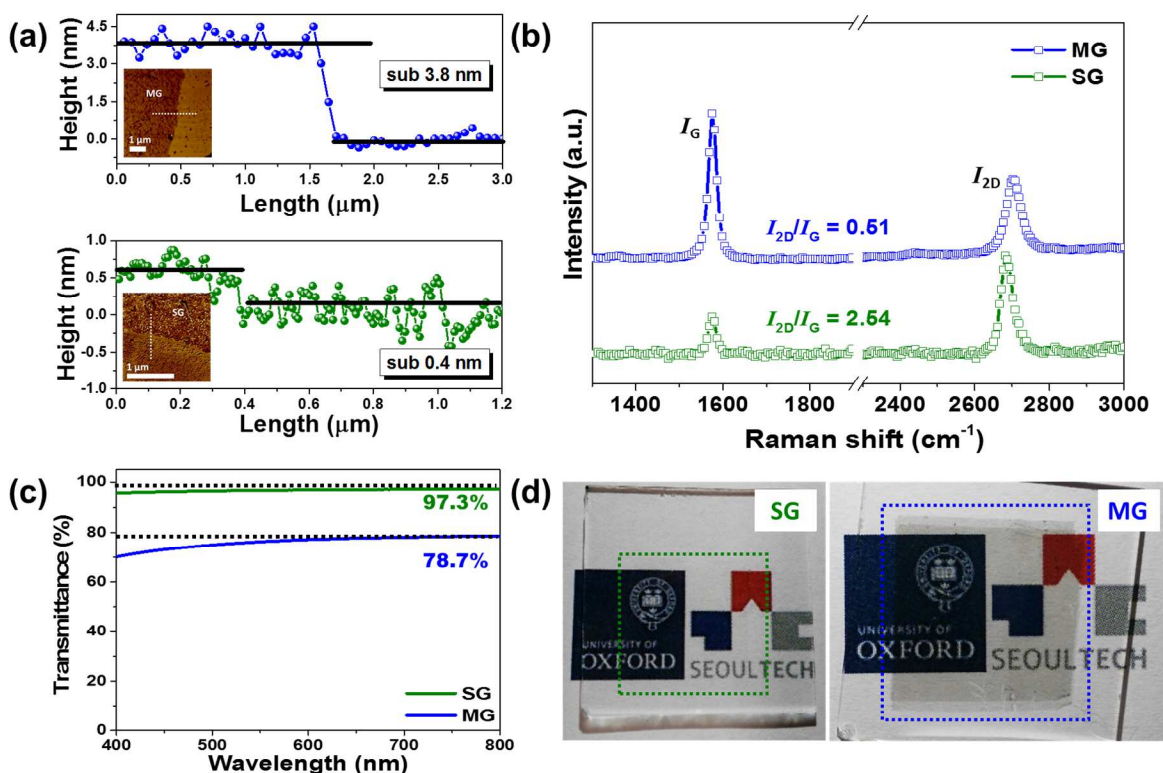 (a)
Height (nm)
4.5
3.0
1.5
0.0
sub 3.8 nm
MG
1 μm
0.0 0.5 1.0 1.5 2.0 2.5 3.0
Length (μm)
Height (nm)
1.0
0.5
0.0
-0.5
-1.0
SG
1 μm
sub 0.4 nm
0.0 0.2 0.4 0.6 0.8 1.0 1.2
Length (μm)
(b)
Intensity (a.u.)
MG
SG
I_G
I_2D
I_2D/I_G = 0.51
I_2D/I_G = 2.54
1400 1600 1800 2400 2600 2800 3000
Raman shift (cm⁻¹)
(c)
Transmittance (%)
100
80
60
40
20
0
97.3%
78.7%
SG
MG
400 500 600 700 800
Wavelength (nm)
(d)
SG
UNIVERSITY OF
OXFORD
SEOULTECH
MG
UNIVERSITY OF
OXFORD
SEOULTECH